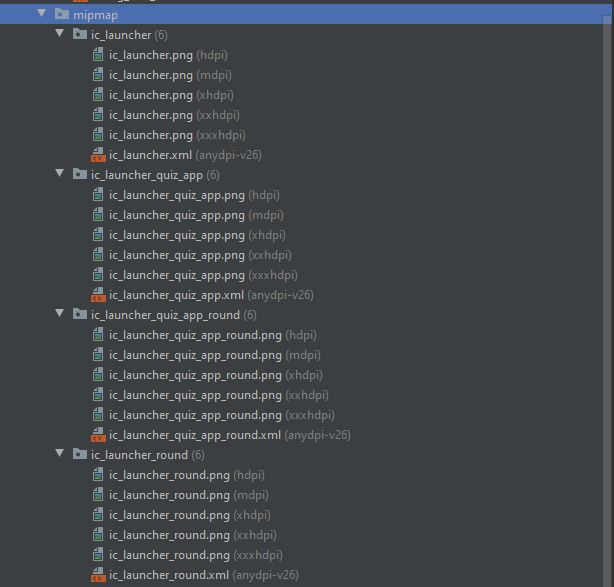 mipmap
ic_launcher (6)
ic_launcher.png (hdpi)
ic_launcher.png (mdpi)
ic_launcher.png (xhdpi)
ic_launcher.png (xxhdpi)
ic_launcher.png (xxxhdpi)
ic_launcher.xml (anydpi-v26)
ic_launcher_quiz_app (6)
ic_launcher_quiz_app.png (hdpi)
ic_launcher_quiz_app.png (mdpi)
ic_launcher_quiz_app.png (xhdpi)
ic_launcher_quiz_app.png (xxhdpi)
ic_launcher_quiz_app.png (xxxhdpi)
ic_launcher_quiz_app.xml (anydpi-v26)
ic_launcher_quiz_app_round (6)
ic_launcher_quiz_app_round.png (hdpi)
ic_launcher_quiz_app_round.png (mdpi)
ic_launcher_quiz_app_round.png (xhdpi)
ic_launcher_quiz_app_round.png (xxhdpi)
ic_launcher_quiz_app_round.png (xxxhdpi)
ic_launcher_quiz_app_round.xml (anydpi-v26)
ic_launcher_round (6)
ic_launcher_round.png (hdpi)
ic_launcher_round.png (mdpi)
ic_launcher_round.png (xhdpi)
ic_launcher_round.png (xxhdpi)
ic_launcher_round.png (xxxhdpi)
ic_launcher_round.xml (anydpi-v26)